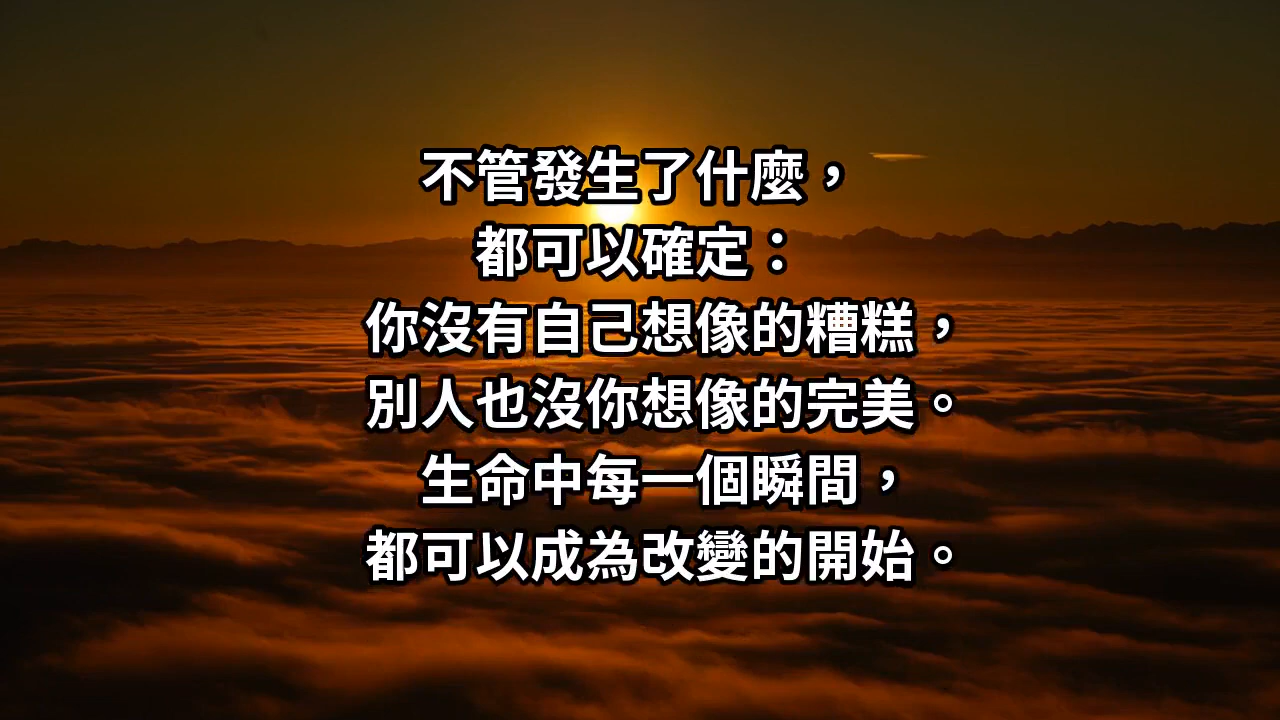 不管發生了什麼，
都可以確定：
你沒有自己想像的糟糕，
別人也沒你想像的完美。
生命中每一個瞬間，
都可以成為改變的開始。